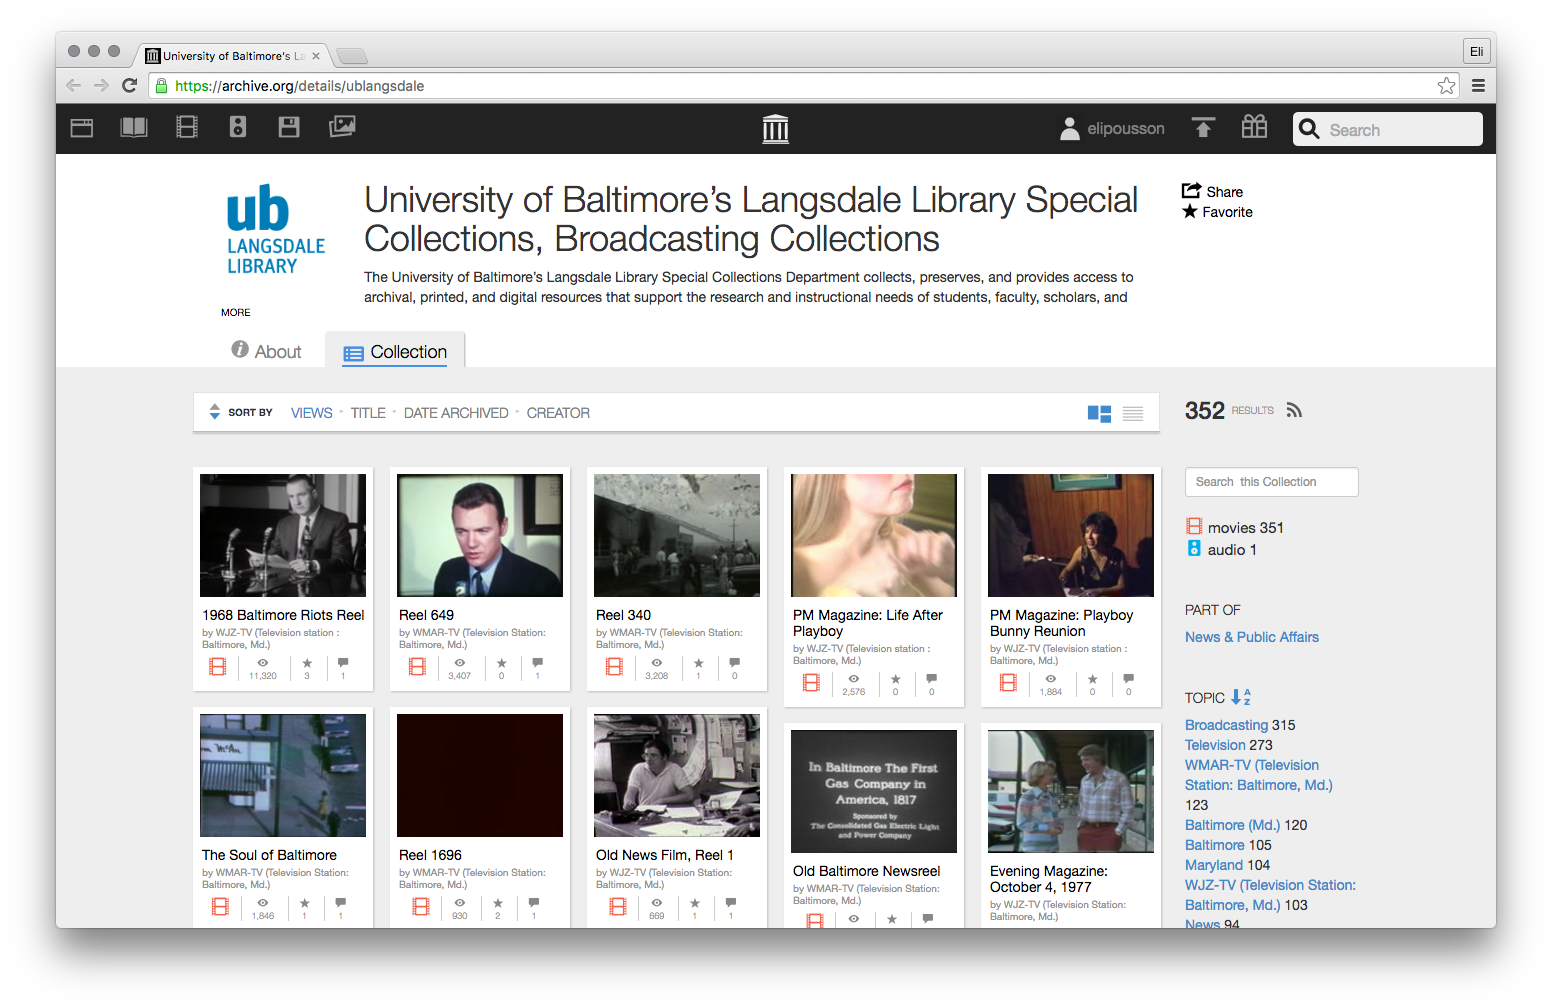 University of Baltimore's La
Eli
https://archive.org/details/ublangsdale
elipousson
Search
ub
LANGSDALE
LIBRARY
University of Baltimore's Langsdale Library Special
Collections, Broadcasting Collections
The University of Baltimore's Langsdale Library Special Collections Department collects, preserves, and provides access to
archival, printed, and digital resources that support the research and instructional needs of students, faculty, scholars, and
MORE
Share
Favorite
About
Collection
SORT BY VIEWS · TITLE · DATE ARCHIVED · CREATOR
352 RESULTS
1968 Baltimore Riots Reel
by WJZ-TV (Television station :
Baltimore, Md.)
11,320 3 1
Reel 649
by WMAR-TV (Television Station:
Baltimore, Md.)
3,407 0 1
Reel 340
by WMAR-TV (Television Station:
Baltimore, Md.)
3,208 1 0
PM Magazine: Life After
Playboy
by WJZ-TV (Television station :
Baltimore, Md.)
2,576 0 0
PM Magazine: Playboy
Bunny Reunion
by WJZ-TV (Television station :
Baltimore, Md.)
1,884 0 0
The Soul of Baltimore
by WMAR-TV (Television Station:
Baltimore, Md.)
1,846 1 1
Reel 1696
by WMAR-TV (Television Station:
Baltimore, Md.)
930 2 1
Old News Film, Reel 1
by WJZ-TV (Television Station:
Baltimore, Md.)
669 1 1
In Baltimore The First
Gas Company in
America, 1817
Sponsored by
The Consolidated Gas Electric Light
and Power Company
Old Baltimore Newsreel
by WMAR-TV (Television Station:
Baltimore, Md.)
Evening Magazine:
October 4, 1977
by WJZ-TV (Television Station:
Baltimore, Md.)
Search this Collection
movies 351
audio 1
PART OF
News & Public Affairs
TOPIC A
Z
Broadcasting 315
Television 273
WMAR-TV (Television
Station: Baltimore, Md.)
123
Baltimore (Md.) 120
Baltimore 105
Maryland 104
WJZ-TV (Television Station:
Baltimore, Md.) 103
News 94